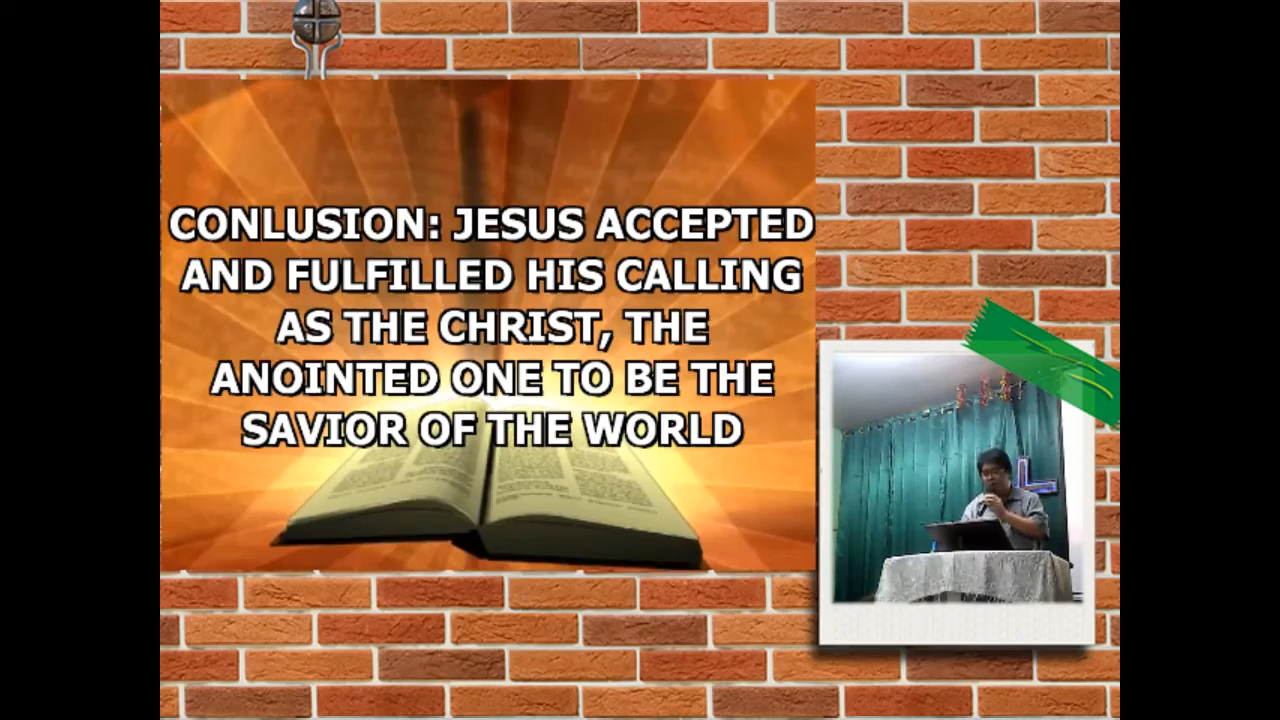 CONLUSION: JESUS ACCEPTED
AND FULFILLED HIS CALLING
AS THE CHRIST, THE
ANOINTED ONE TO BE THE
SAVIOR OF THE WORLD
L